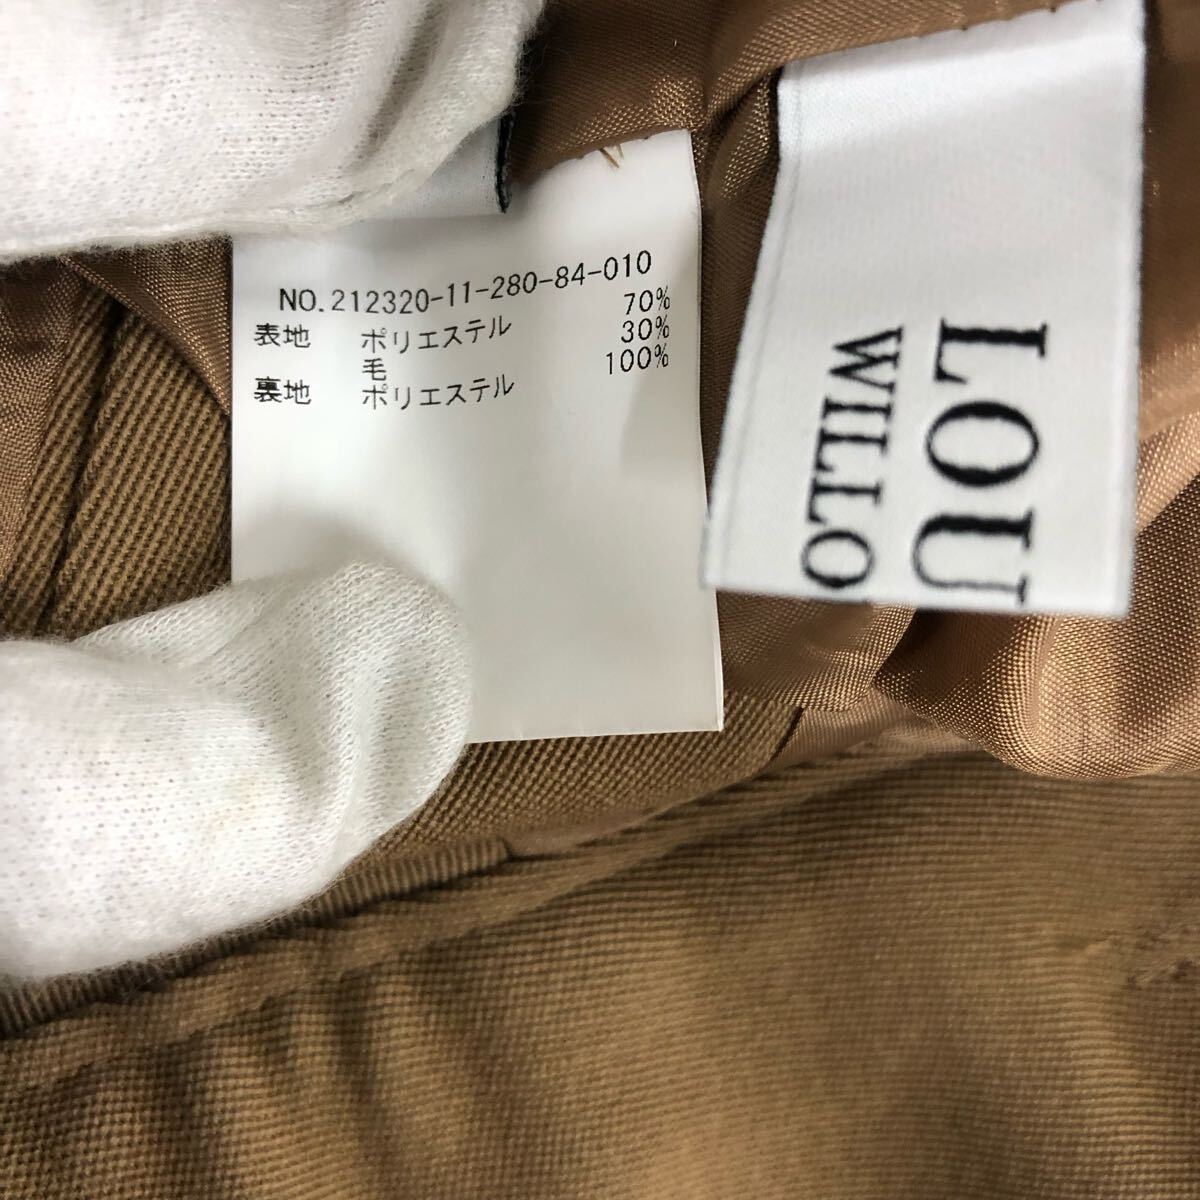 NO.212320-11-280-84-010
表地 ポリエステル 70%
毛 30%
裏地 ポリエステル 100%
LOU
WILLO